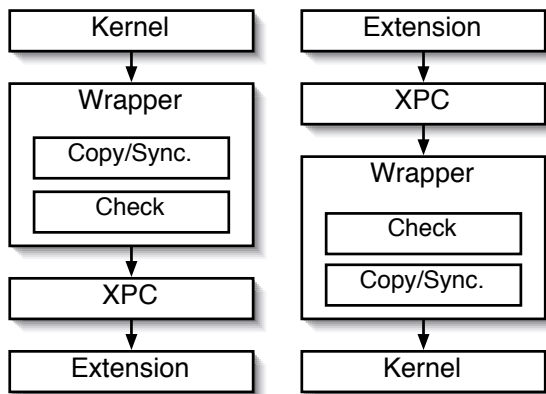 Kernel
Wrapper
Copy/Sync.
Check
XPC
Extension
Extension
XPC
Wrapper
Check
Copy/Sync.
Kernel